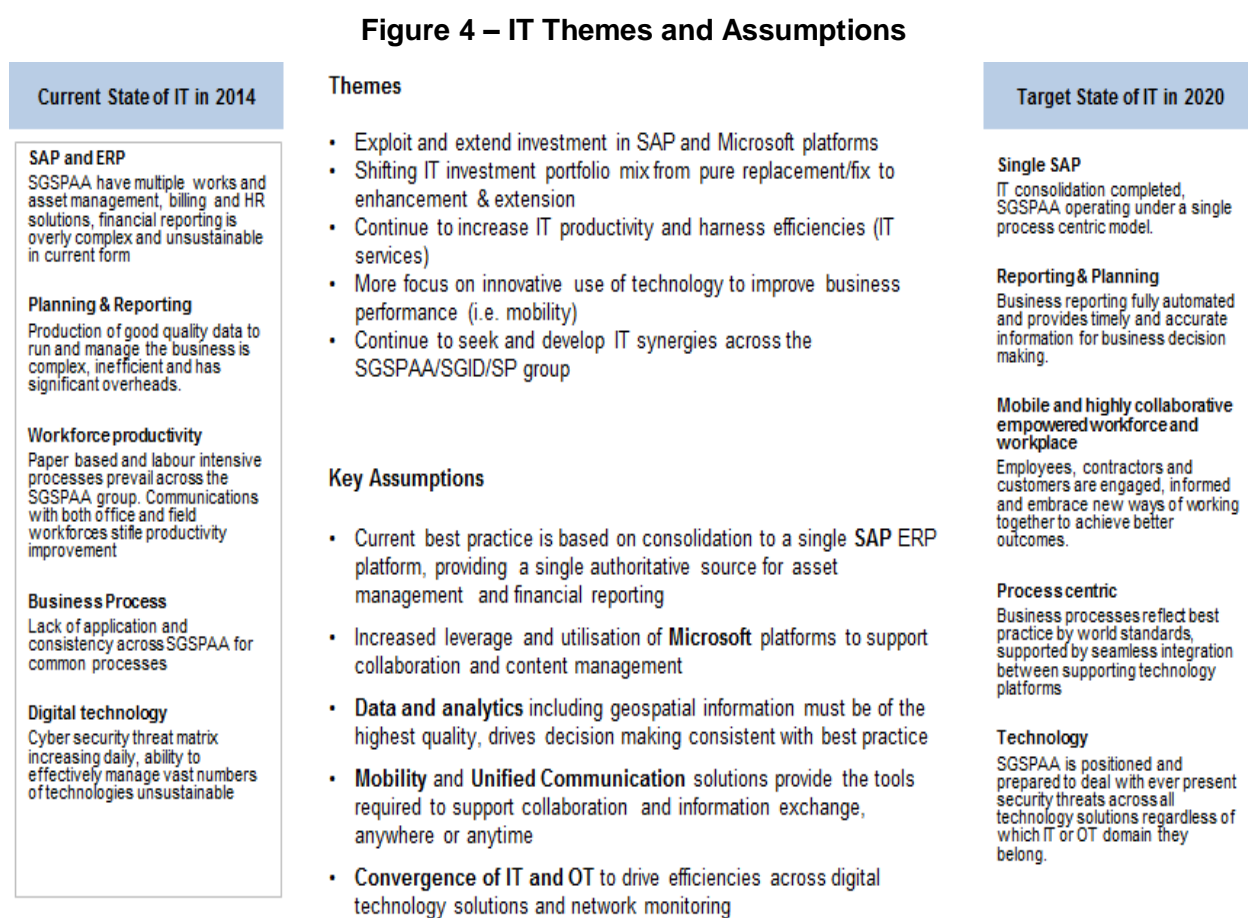 Figure 4 – IT Themes and Assumptions
Current State of IT in 2014
SAP and ERP
SGSPAA have multiple works and
asset management, billing and HR
solutions, financial reporting is
overly complex and unsustainable
in current form
Planning & Reporting
Production of good quality data to
run and manage the business is
complex, inefficient and has
significant overheads.
Workforce productivity
Paper based and labour intensive
processes prevail across the
SGSPAA group. Communications
with both office and field
workforces stifle productivity
improvement
Business Process
Lack of application and
consistency across SGSPAA for
common processes
Digital technology
Cyber security threat matrix
increasing daily, ability to
effectively manage vast numbers
of technologies unsustainable
Themes
• Exploit and extend investment in SAP and Microsoft platforms
• Shifting IT investment portfolio mix from pure replacement/fix to
enhancement & extension
• Continue to increase IT productivity and harness efficiencies (IT
services)
• More focus on innovative use of technology to improve business
performance (i.e. mobility)
• Continue to seek and develop IT synergies across the
SGSPAA/SGID/SP group
Key Assumptions
• Current best practice is based on consolidation to a single SAP ERP
platform, providing a single authoritative source for asset
management and financial reporting
• Increased leverage and utilisation of Microsoft platforms to support
collaboration and content management
• Data and analytics including geospatial information must be of the
highest quality, drives decision making consistent with best practice
• Mobility and Unified Communication solutions provide the tools
required to support collaboration and information exchange,
anywhere or anytime
• Convergence of IT and OT to drive efficiencies across digital
technology solutions and network monitoring
Target State of IT in 2020
Single SAP
IT consolidation completed,
SGSPAA operating under a single
process centric model.
Reporting & Planning
Business reporting fully automated
and provides timely and accurate
information for business decision
making.
Mobile and highly collaborative
empowered workforce and
workplace
Employees, contractors and
customers are engaged, informed
and embrace new ways of working
together to achieve better
outcomes.
Process centric
Business processes reflect best
practice by world standards,
supported by seamless integration
between supporting technology
platforms
Technology
SGSPAA is positioned and
prepared to deal with ever present
security threats across all
technology solutions regardless of
which IT or OT domain they
belong.